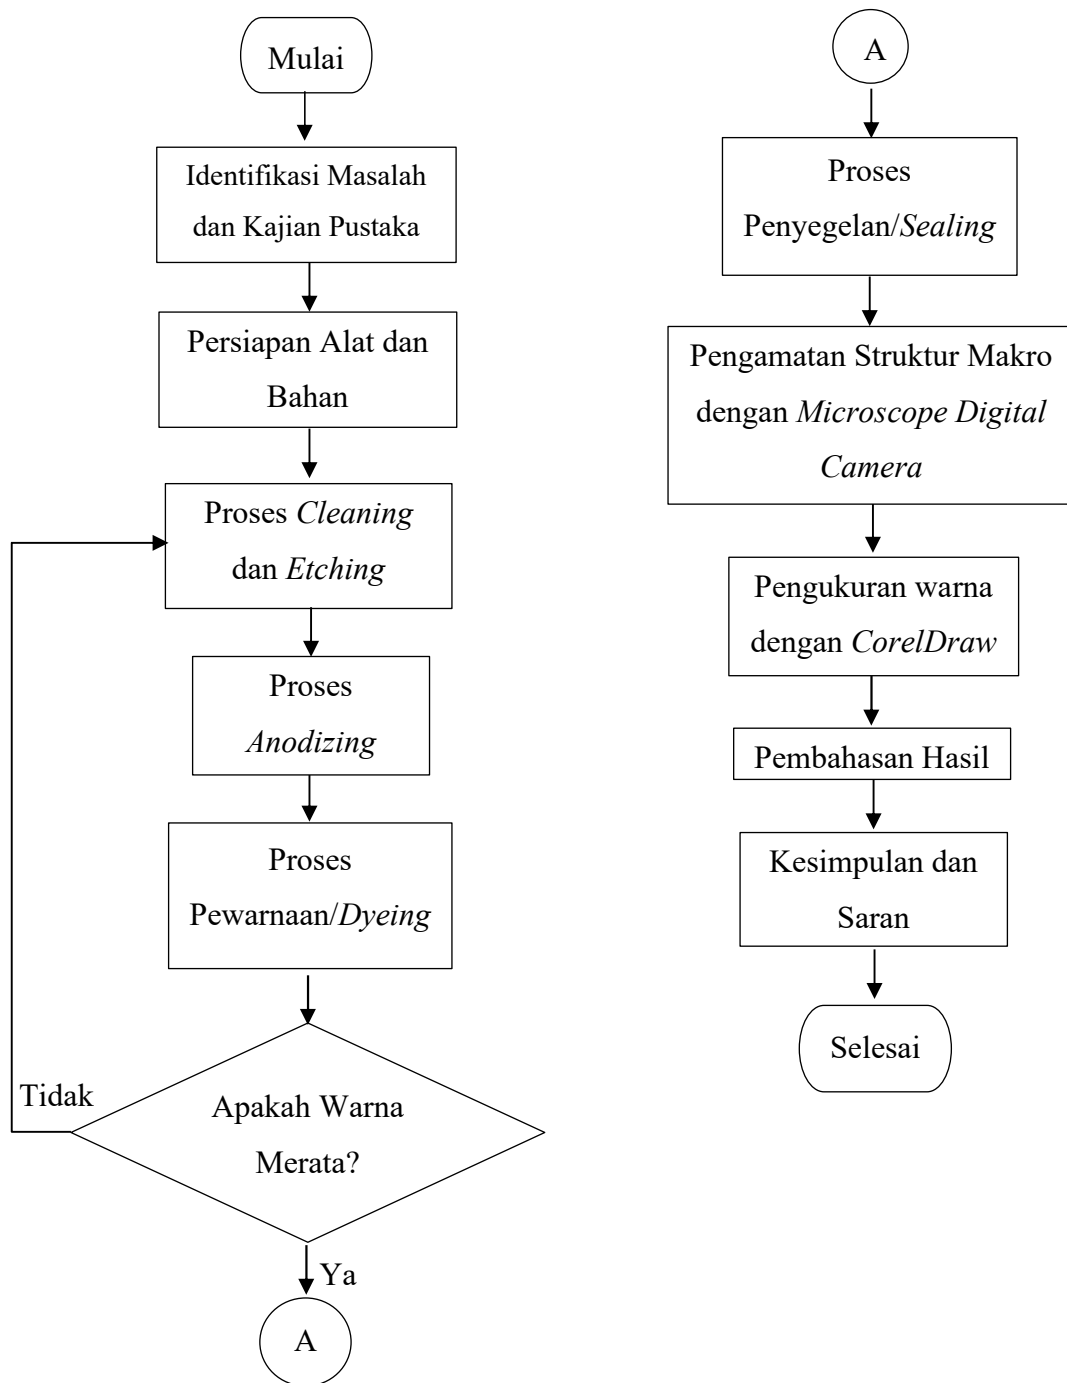 Mulai
Identifikasi Masalah
dan Kajian Pustaka
Persiapan Alat dan
Bahan
Proses Cleaning
dan Etching
Proses
Anodizing
Proses
Pewarnaan/Dyeing
Tidak
Apakah Warna
Merata?
Ya
A
A
Proses
Penyegelan/Sealing
Pengamatan Struktur Makro
dengan Microscope Digital
Camera
Pengukuran warna
dengan CorelDraw
Pembahasan Hasil
Kesimpulan dan
Saran
Selesai